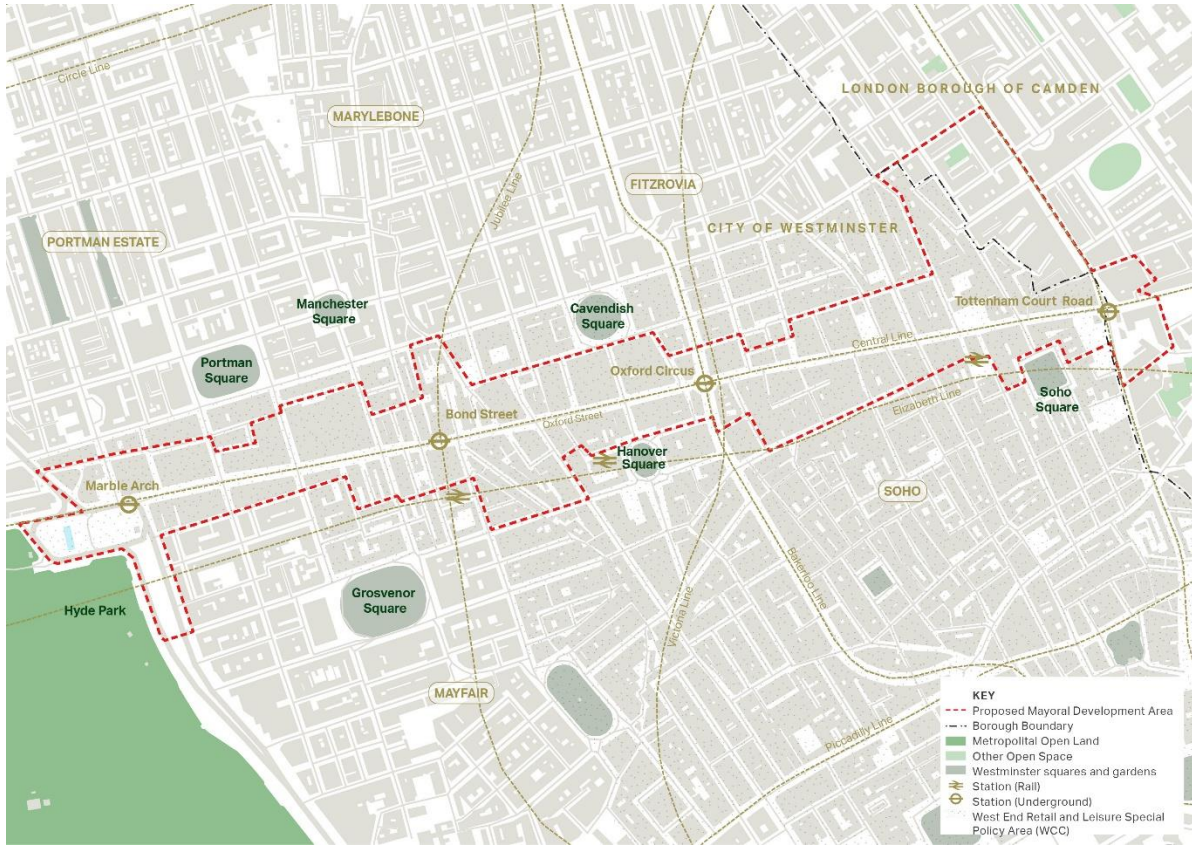 Circle Line
LONDON BOROUGH OF CAMDEN
MARYLEBONE
Jubilee Line
FITZROVIA
CITY OF WESTMINSTER
PORTMAN ESTATE
Manchester
Square
Cavendish
Square
Tottenham Court Road
Portman
Square
Central Line
Oxford Circus
Bond Street
Oxford Street
Elizabeth Line
Soho
Square
Hanover
Square
Marble Arch
SOHO
Hyde Park
Grosvenor
Square
Bakerloo Line
Victoria Line
MAYFAIR
Piccadilly Line
KEY
Proposed Mayoral Development Area
Borough Boundary
Metropolital Open Land
Other Open Space
Westminster squares and gardens
Station (Rail)
Station (Underground)
West End Retail and Leisure Special
Policy Area (WCC)